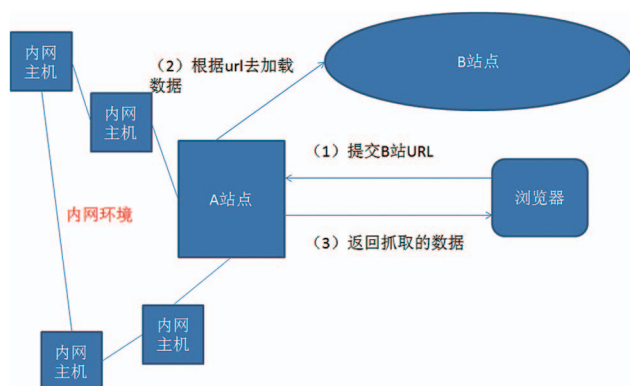 内网
主机
（2）根据url去加载
数据
B站点
内网
主机
（1）提交B站URL
A站点
浏览器
内网环境
（3）返回抓取的数据
内网
主机
内网
主机